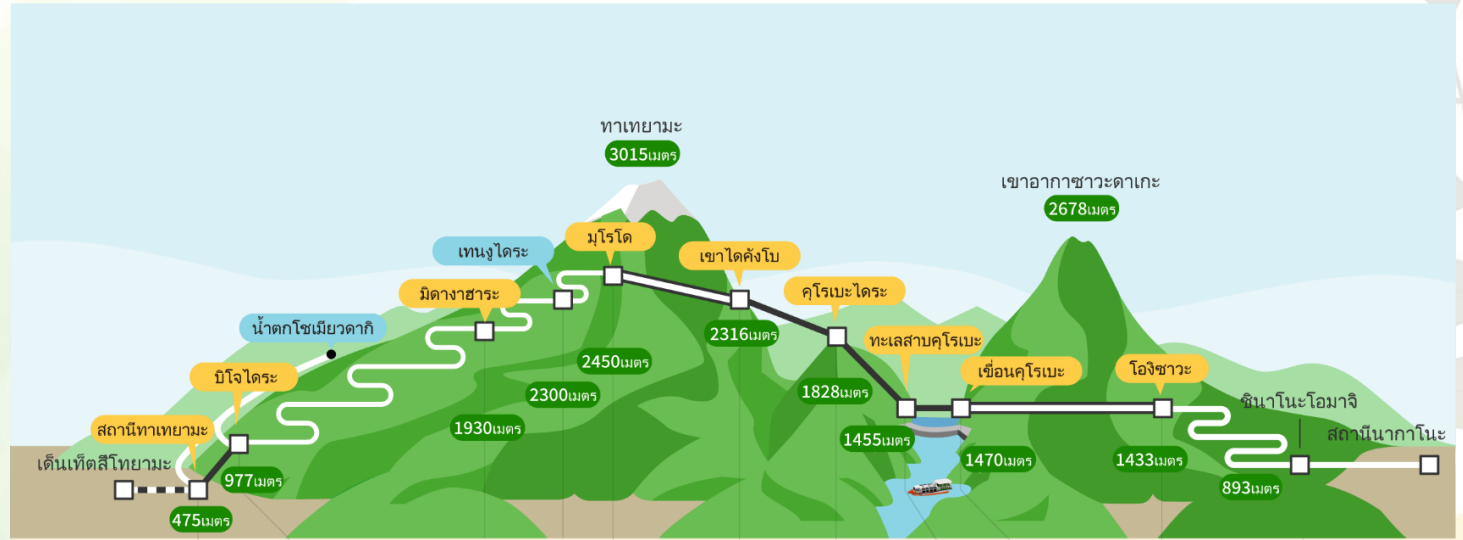 ทาเทยามะ
3015เมตร
เขาอากาซาวะดาเกะ
2678เมตร
มุโรโด
เทนงูไดระ
เขาไดคังโบ
มิดางาฮาระ
คุโรเบะไดระ
น้ำตกโชเมียวดากิ
2316เมตร
ทะเลสาบคุโรเบะ
2450เมตร
เขื่อนคุโรเบะ
โองิซาวะ
บิโจไดระ
2300เมตร
1828เมตร
ชินาโนะโอมาจิ
สถานีทาเทยามะ
1930เมตร
1455เมตร
สถานีนากาโนะ
เด็นเท็ตสึโทยามะ
1470เมตร
1433เมตร
977เมตร
893เมตร
475เมตร